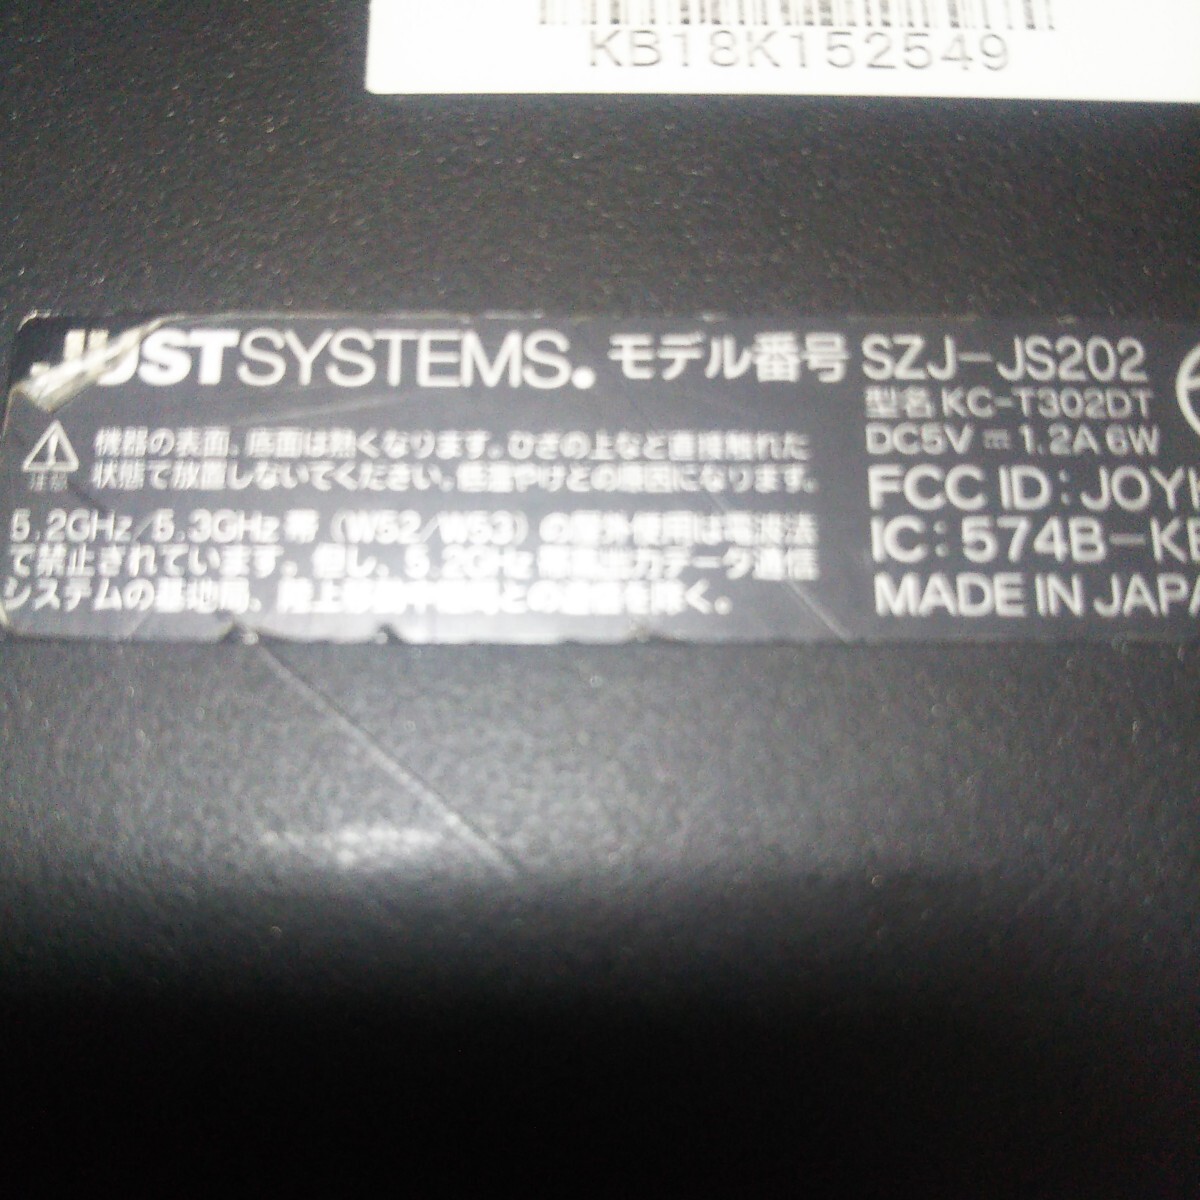 KB18K152549
JUSTSYSTEMS. モデル番号 SZJ-JS202
型名 KC-T302DT
DC5V ⎓ 1.2A 6W
FCC ID: JOYK
IC: 574B-K
MADE IN JAPA
注意
機器の表面、底面は熱くなります。ひざの上など直接触れた
状態で放置しないでください。低温やけどの原因になります。
5.2GHz/5.3GHz 帯 (W52/W53) の屋外使用は電波法
で禁止されています。但し、5.2GHz 帯高出力データ通信
システムの基地局、陸上移動中継局との通信を除く。